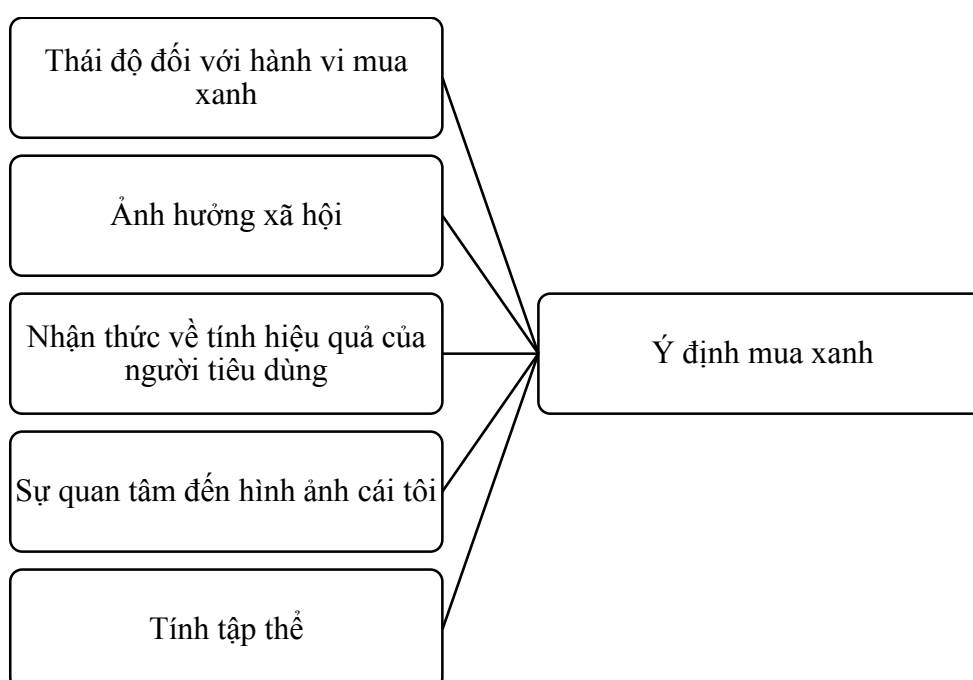 Thái độ đối với hành vi mua
xanh
Ảnh hưởng xã hội
Nhận thức về tính hiệu quả của
người tiêu dùng
Ý định mua xanh
Sự quan tâm đến hình ảnh cái tôi
Tính tập thể